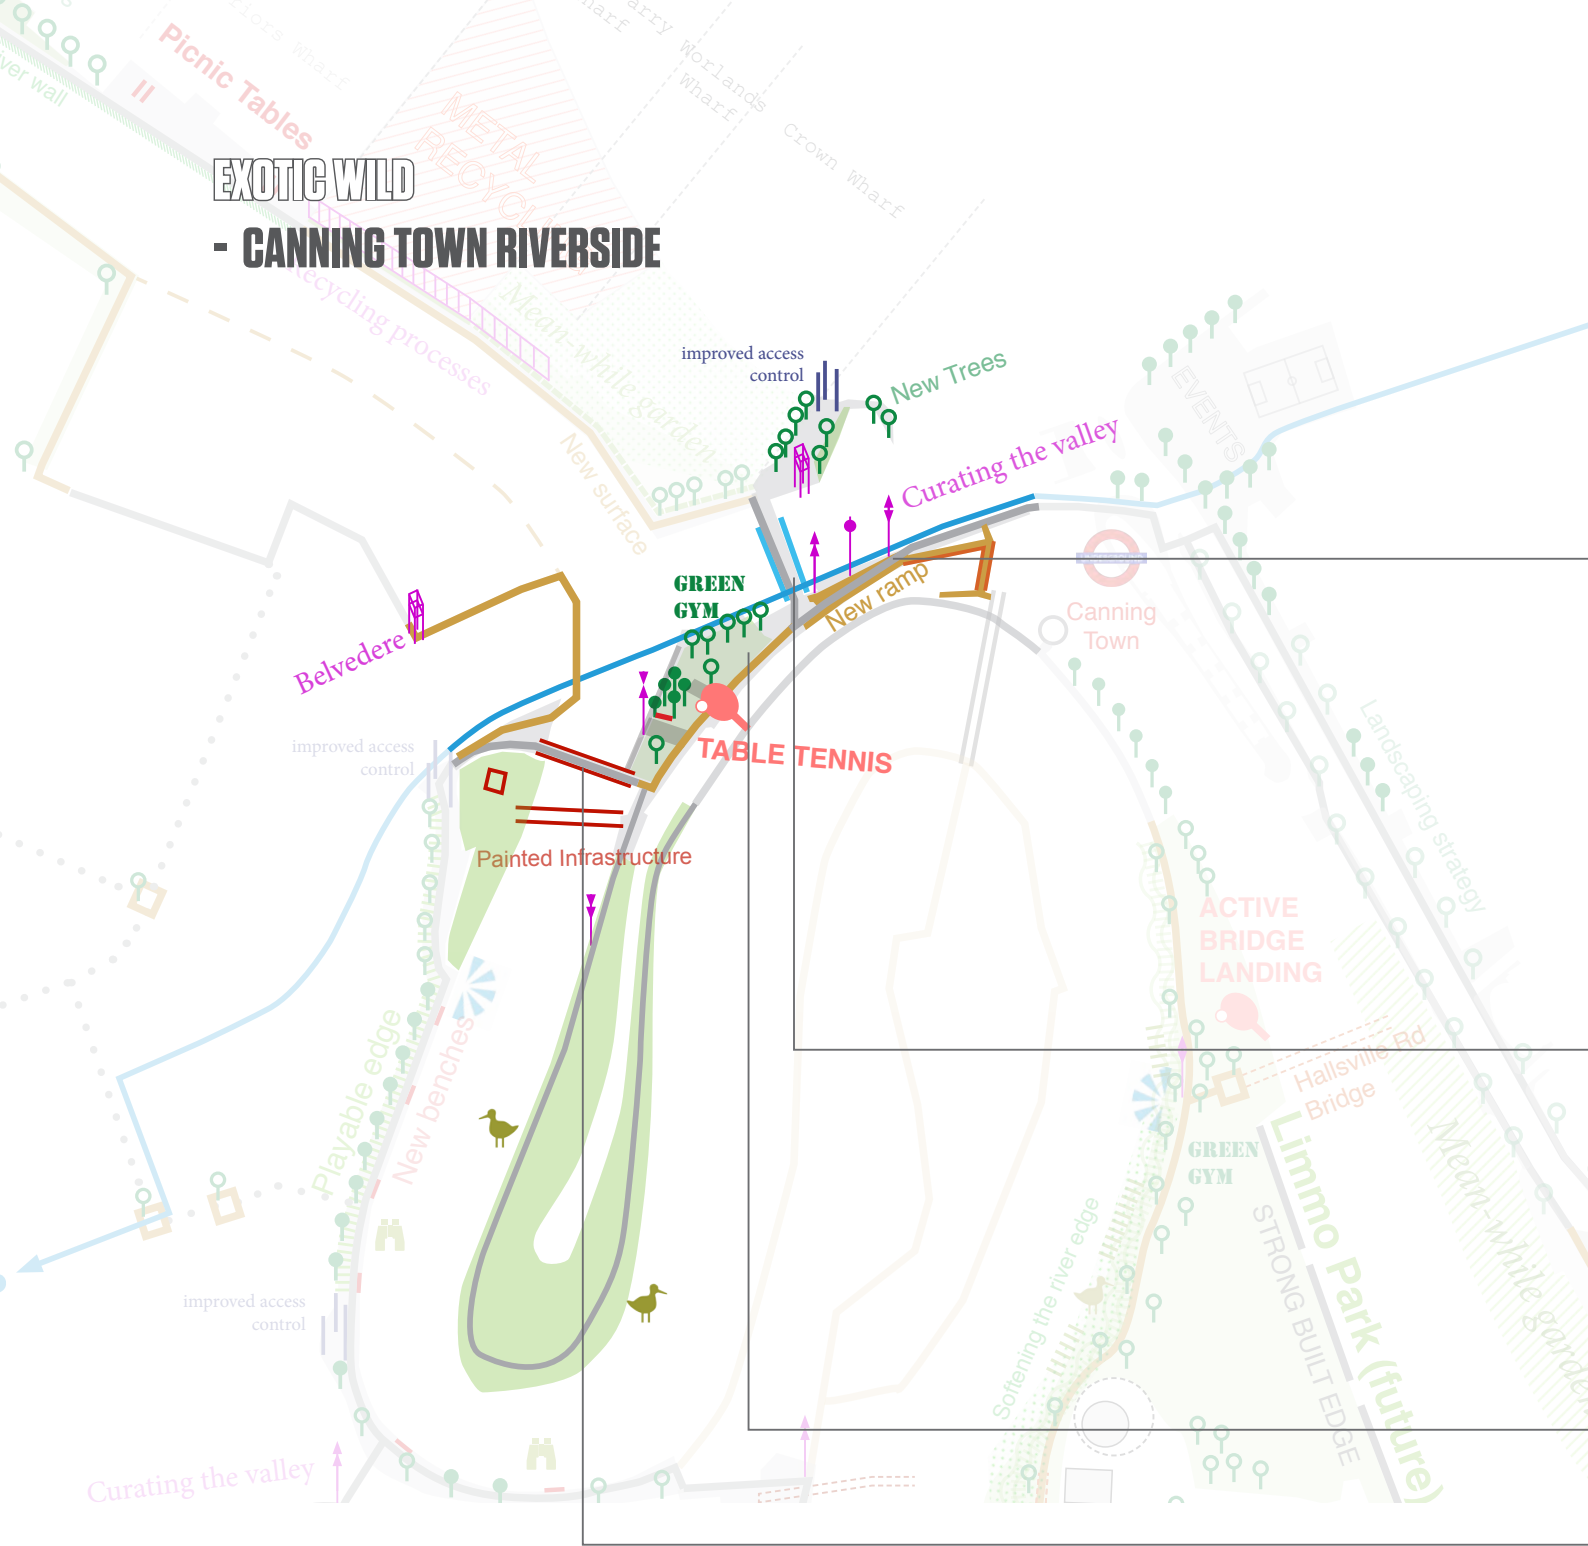 Picnic Tables
river wall
METAL
RECYCLING
Worlands
Wharf
Crown Wharf
EXOTIC WILD
- CANNING TOWN RIVERSIDE
Recycling processes
Mean-while garden
New surface
improved access
control
New Trees
Curating the valley
EVENTS
GREEN
GYM
New ramp
Canning
Town
Belvedere
TABLE TENNIS
improved access
control
Painted Infrastructure
Landscaping strategy
ACTIVE
BRIDGE
LANDING
Playable edge
New benches
Hallsville Rd
Bridge
GREEN
GYM
Limmo Park (future)
STRONG BUILT EDGE
Mean-while garden
Softening the river edge
improved access
control
Curating the valley